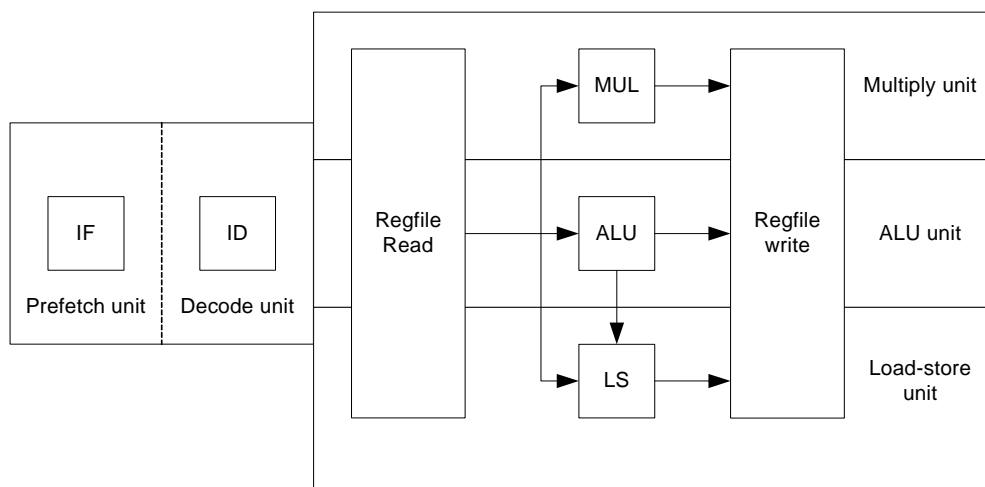 MUL
Multiply unit
IF
ID
Regfile
Read
ALU
Regfile
write
ALU unit
Prefetch unit
Decode unit
LS
Load-store
unit